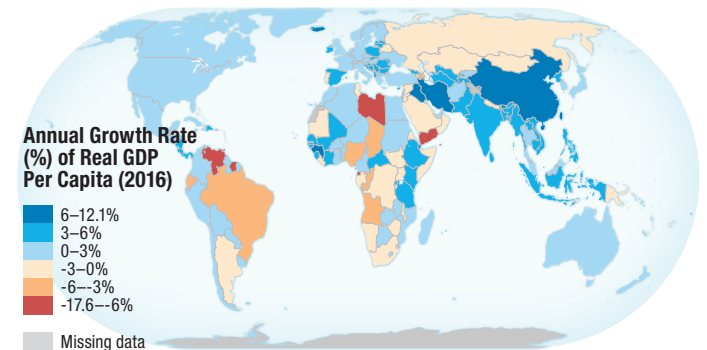 Annual Growth Rate
(%) of Real GDP
Per Capita (2016)
6–12.1%
3–6%
0–3%
-3–0%
-6–-3%
-17.6–-6%
Missing data